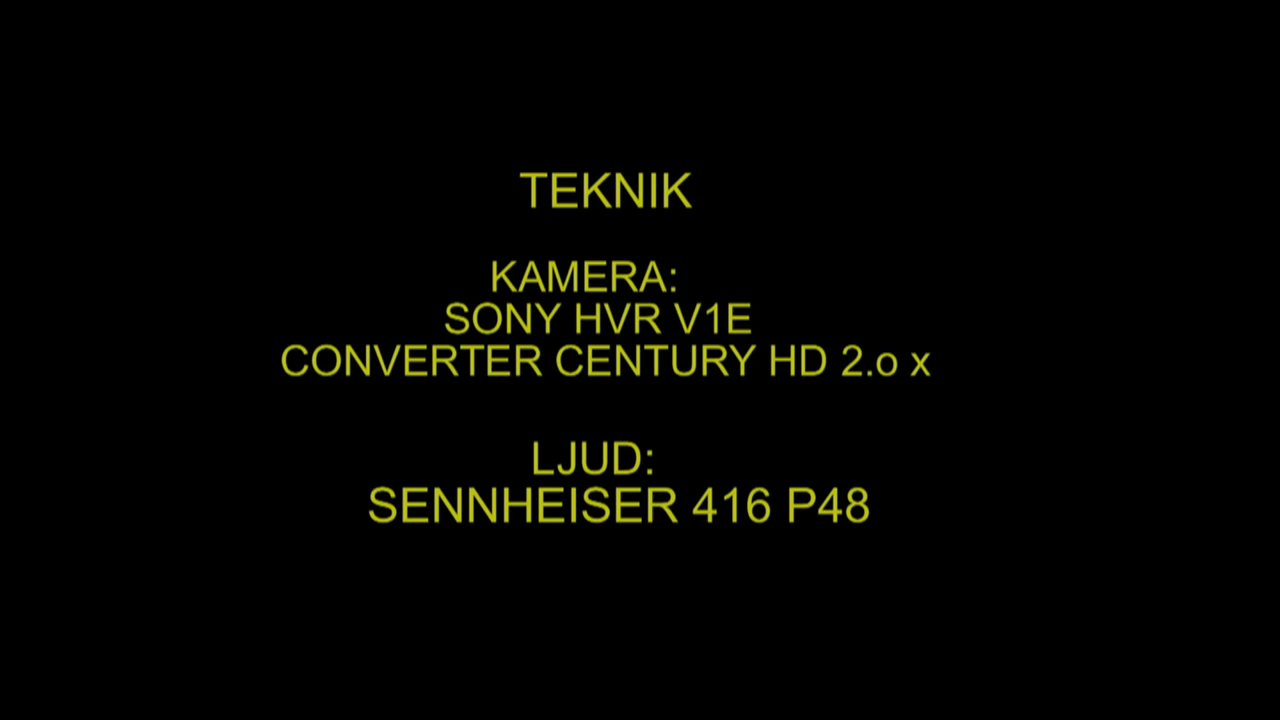 TEKNIK
KAMERA:
SONY HVR V1E
CONVERTER CENTURY HD 2.o x
LJUD:
SENNHEISER 416 P48